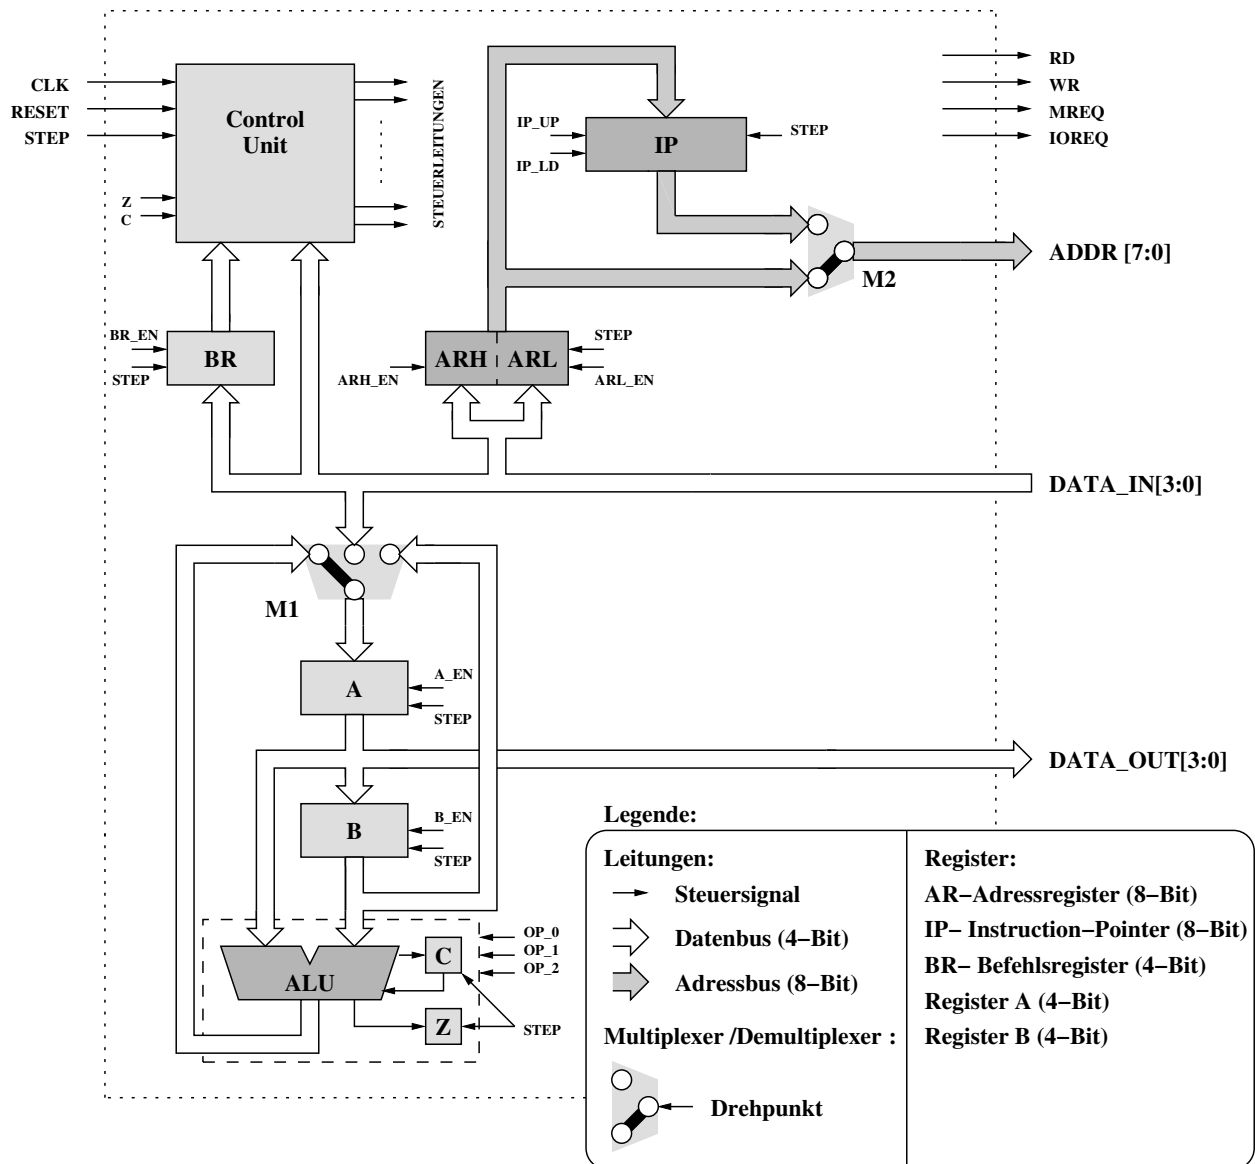 CLK
RESET
STEP
Z
C
Control
Unit
STEUERLEITUNGEN
IP_UP
IP_LD
IP
STEP
RD
WR
MREQ
IOREQ
ADDR [7:0]
M2
BR_EN
STEP
BR
ARH_EN
ARH
ARL
STEP
ARL_EN
DATA_IN[3:0]
M1
A
A_EN
STEP
DATA_OUT[3:0]
B
B_EN
STEP
ALU
C
Z
OP_0
OP_1
OP_2
STEP
Legende:
Leitungen:
Steuersignal
Datenbus (4−Bit)
Adressbus (8−Bit)
Multiplexer /Demultiplexer :
Drehpunkt
Register:
AR−Adressregister (8−Bit)
IP− Instruction−Pointer (8−Bit)
BR− Befehlsregister (4−Bit)
Register A (4−Bit)
Register B (4−Bit)